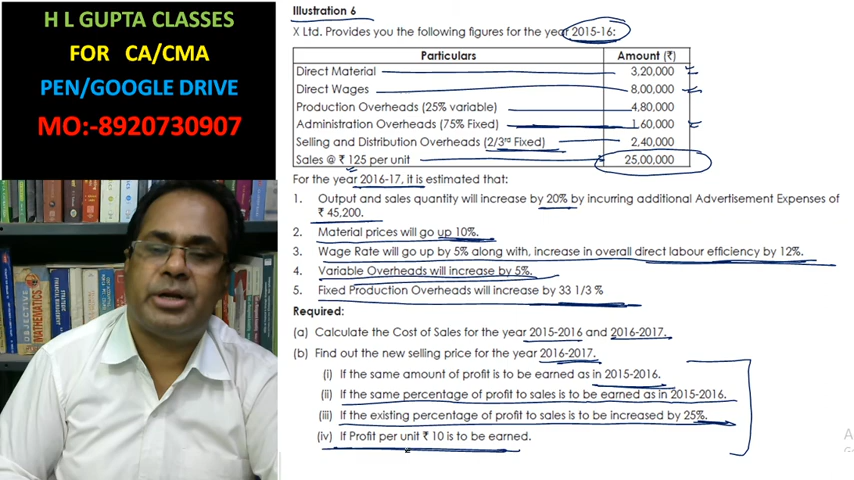 H L GUPTA CLASSES
FOR CA/CMA
PEN/GOOGLE DRIVE
MO:-8920730907
Illustration 6
X Ltd. Provides you the following figures for the year 2015-16:
Particulars Amount (₹)
Direct Material 3,20,000
Direct Wages 8,00,000
Production Overheads (25% variable) 4,80,000
Administration Overheads (75% Fixed) 1,60,000
Selling and Distribution Overheads (2/3rd Fixed) 2,40,000
Sales @ ₹ 125 per unit 25,00,000
For the year 2016-17, it is estimated that:
1. Output and sales quantity will increase by 20% by incurring additional Advertisement Expenses of
₹ 45,200.
2. Material prices will go up 10%.
3. Wage Rate will go up by 5% along with, increase in overall direct labour efficiency by 12%.
4. Variable Overheads will increase by 5%.
5. Fixed Production Overheads will increase by 33 1/3 %
Required:
(a) Calculate the Cost of Sales for the year 2015-2016 and 2016-2017.
(b) Find out the new selling price for the year 2016-2017.
(i) If the same amount of profit is to be earned as in 2015-2016.
(ii) If the same percentage of profit to sales is to be earned as in 2015-2016.
(iii) If the existing percentage of profit to sales is to be increased by 25%.
(iv) If Profit per unit ₹ 10 is to be earned.
OBJECTIVE
MATHEMATICS